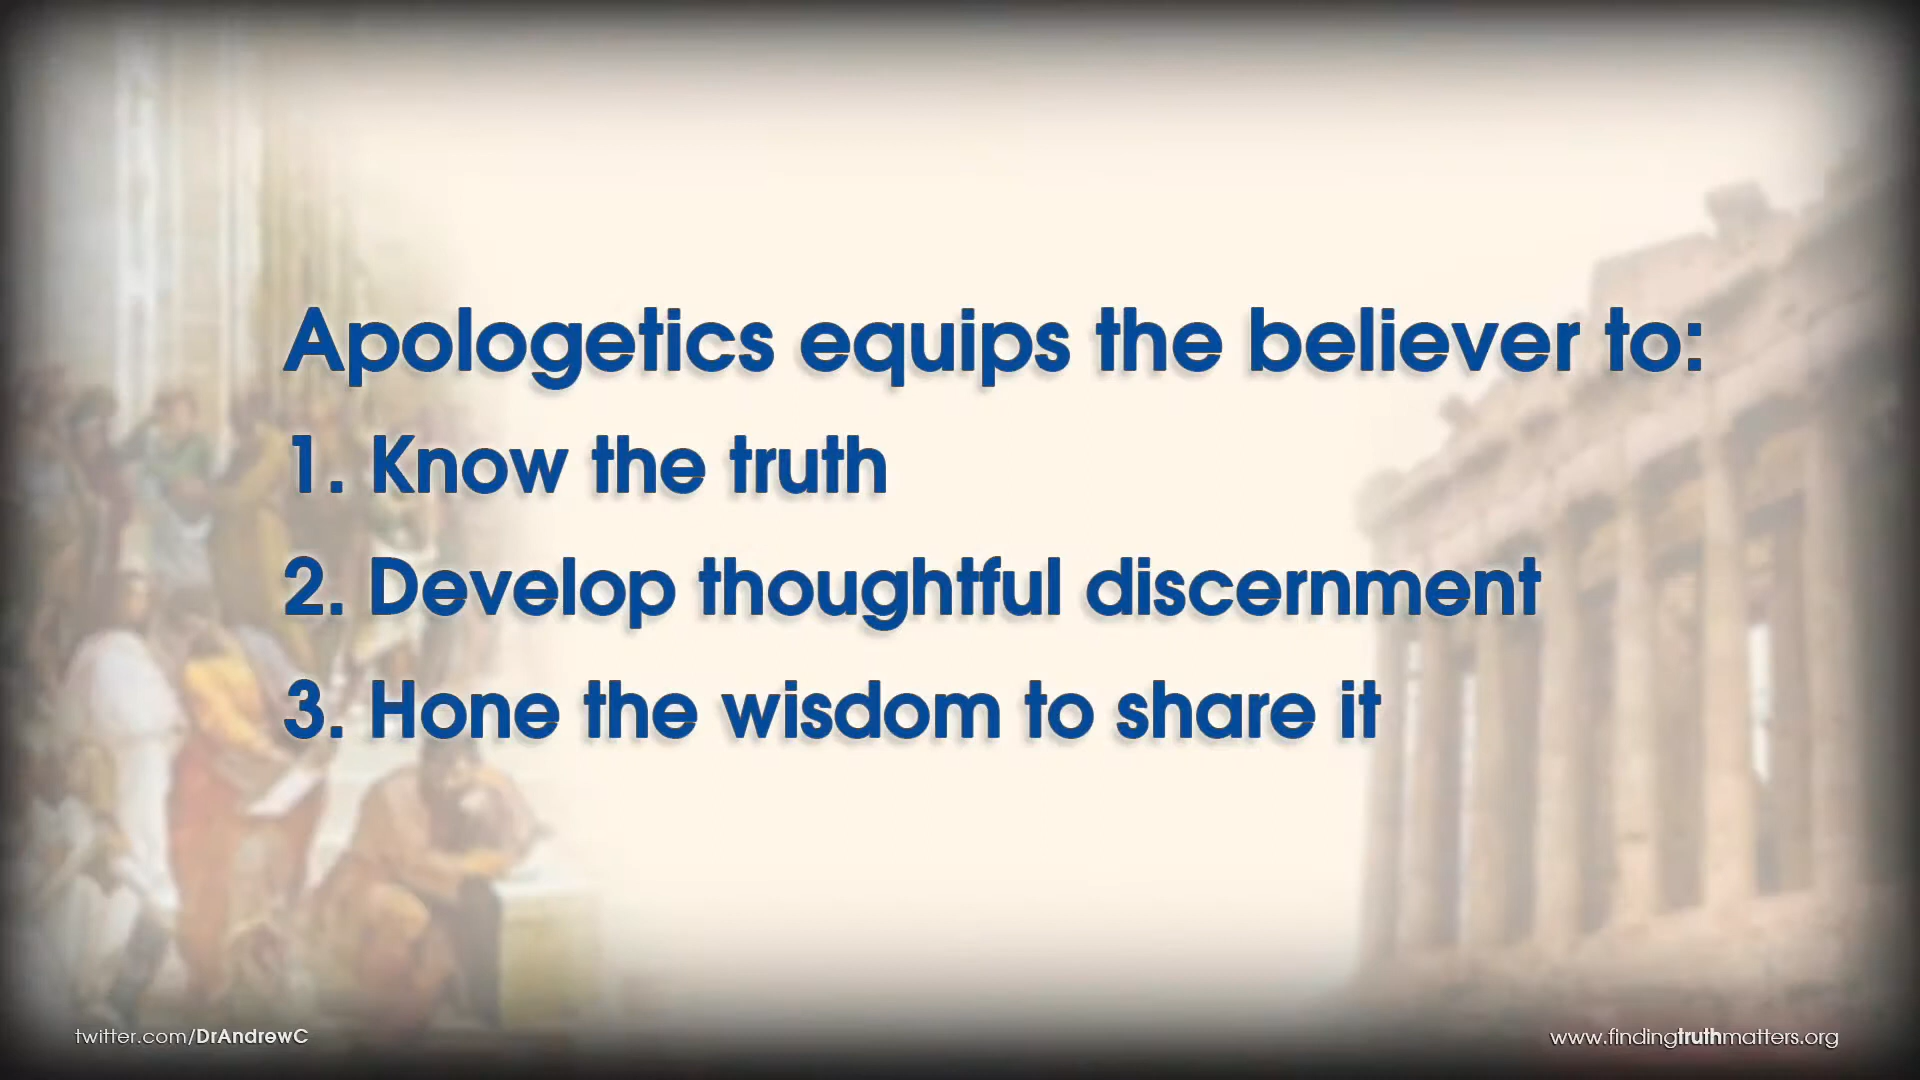 Apologetics equips the believer to:
1. Know the truth
2. Develop thoughtful discernment
3. Hone the wisdom to share it
twitter.com/DrAndrewC
www.findingtruthmatters.org